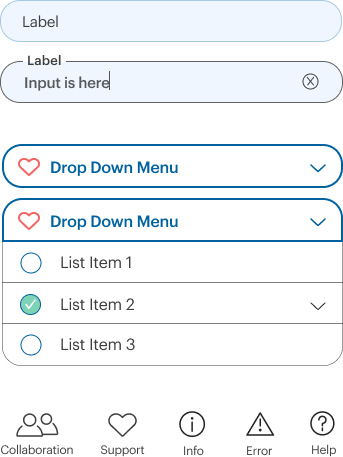 Label
Label
Input is here
Drop Down Menu
Drop Down Menu
List Item 1
List Item 2
List Item 3
Collaboration
Support
Info
Error
Help